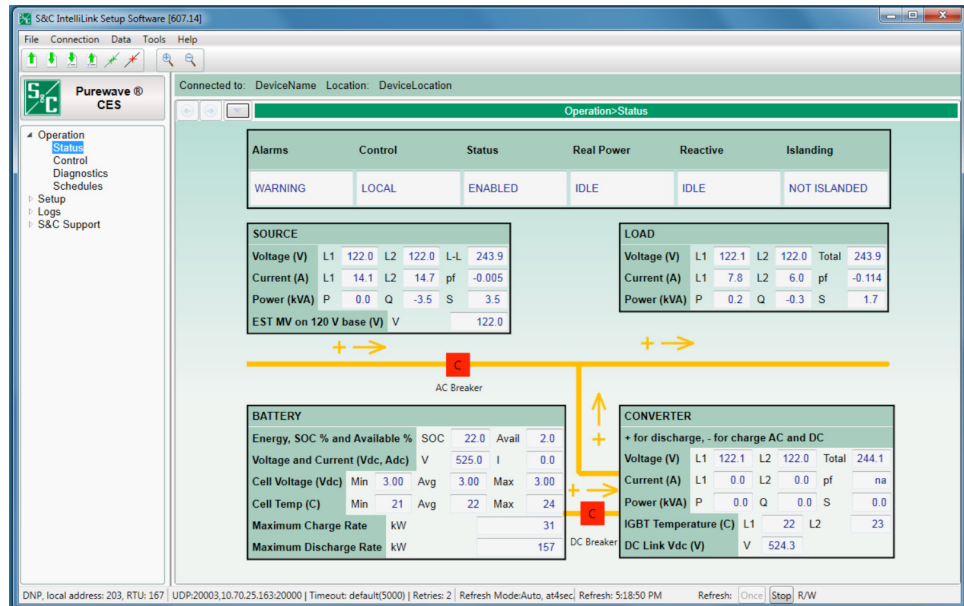 S&C IntelliLink Setup Software [607.14]
File Connection Data Tools Help
S&C
Purewave ®
CES
Connected to: DeviceName Location: DeviceLocation
Operation>Status
Operation
Status
Control
Diagnostics
Schedules
Setup
Logs
S&C Support
Alarms Control Status Real Power Reactive Islanding
WARNING LOCAL ENABLED IDLE IDLE NOT ISLANDED
SOURCE
Voltage (V) L1 122.0 L2 122.0 L-L 243.9
Current (A) L1 14.1 L2 14.7 pf -0.005
Power (kVA) P 0.0 Q -3.5 S 3.5
EST MV on 120 V base (V) V 122.0
LOAD
Voltage (V) L1 122.1 L2 122.0 Total 243.9
Current (A) L1 7.8 L2 6.0 pf -0.114
Power (kVA) P 0.2 Q -0.3 S 1.7
+
+
C
AC Breaker
BATTERY
Energy, SOC % and Available % SOC 22.0 Avail 2.0
Voltage and Current (Vdc, Adc) V 525.0 I 0.0
Cell Voltage (Vdc) Min 3.00 Avg 3.00 Max 3.00
Cell Temp (C) Min 21 Avg 22 Max 24
Maximum Charge Rate kW 31
Maximum Discharge Rate kW 157
+
+
C
DC Breaker
CONVERTER
+ for discharge, - for charge AC and DC
Voltage (V) L1 122.1 L2 122.0 Total 244.1
Current (A) L1 0.0 L2 0.0 pf na
Power (kVA) P 0.0 Q 0.0 S 0.0
IGBT Temperature (C) L1 22 L2 23
DC Link Vdc (V) V 524.3
DNP, local address: 203, RTU: 167 UDP:20003,10.70.25.163:20000 | Timeout: default(5000) | Retries: 2 Refresh Mode:Auto, at4sec. Refresh: 5:18:50 PM Refresh: Once Stop R/W